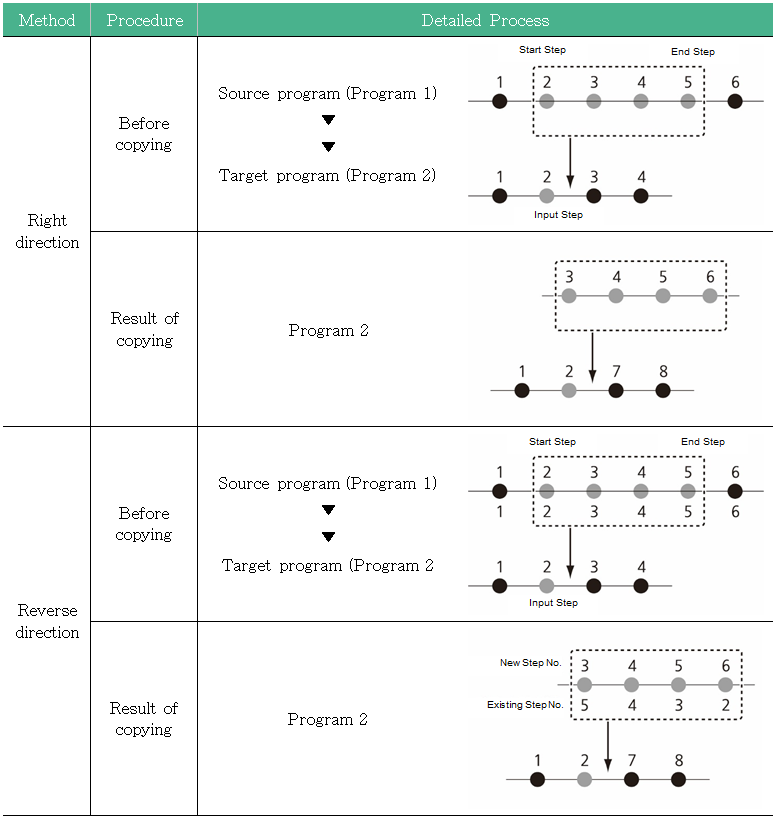 Method Procedure Detailed Process
Right
direction
Before
copying
Source program (Program 1)
▼
▼
Target program (Program 2)
Start Step End Step
1 2 3 4 5 6
1 2 3 4
Input Step
Result of
copying
Program 2
3 4 5 6
1 2 7 8
Reverse
direction
Before
copying
Source program (Program 1)
▼
▼
Target program (Program 2
Start Step End Step
1 2 3 4 5 6
1 2 3 4 5 6
1 2 3 4
Input Step
Result of
copying
Program 2
New Step No. 3 4 5 6
Existing Step No. 5 4 3 2
1 2 7 8